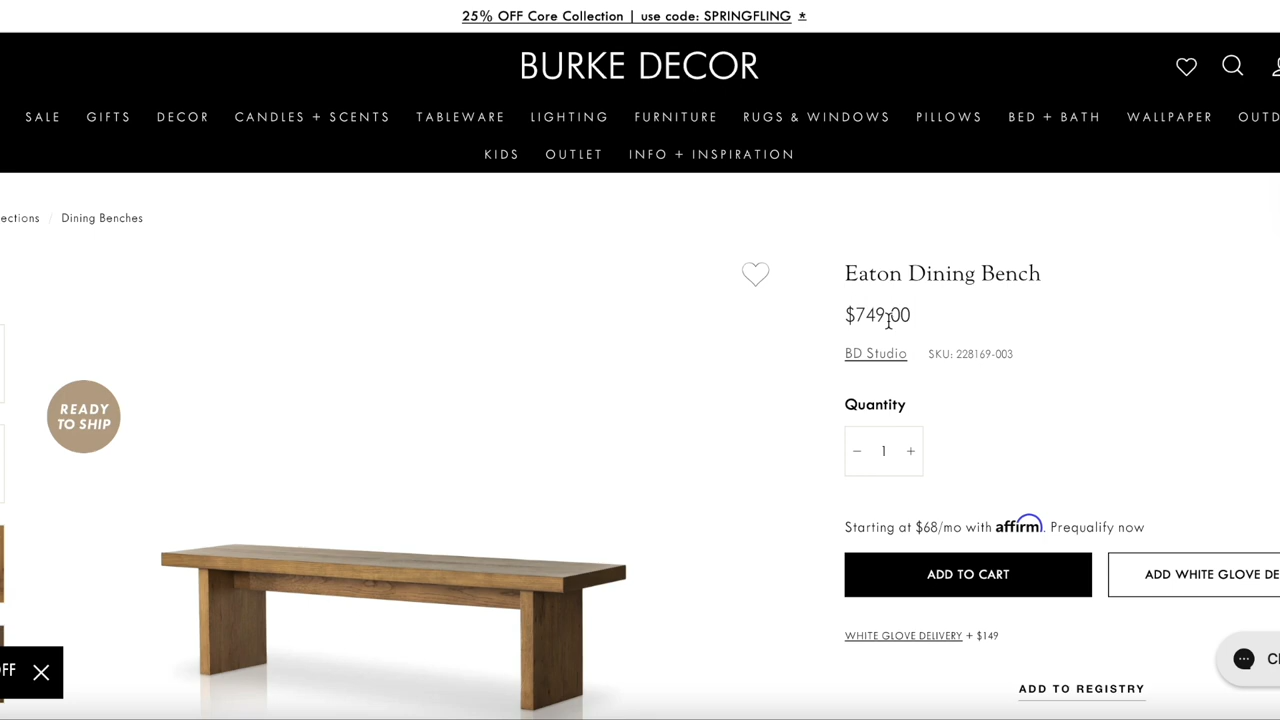 25% OFF Core Collection | use code: SPRINGFLING *
BURKE DECOR
SALE GIFTS DECOR CANDLES + SCENTS TABLEWARE LIGHTING FURNITURE RUGS & WINDOWS PILLOWS BED + BATH WALLPAPER OUTD
KIDS OUTLET INFO + INSPIRATION
ections / Dining Benches
Eaton Dining Bench
$749.00
BD Studio SKU: 228169-003
READY
TO SHIP
Quantity
− 1 +
Starting at $68/mo with affirm. Prequalify now
ADD TO CART ADD WHITE GLOVE DE
WHITE GLOVE DELIVERY + $149
FF
ADD TO REGISTRY